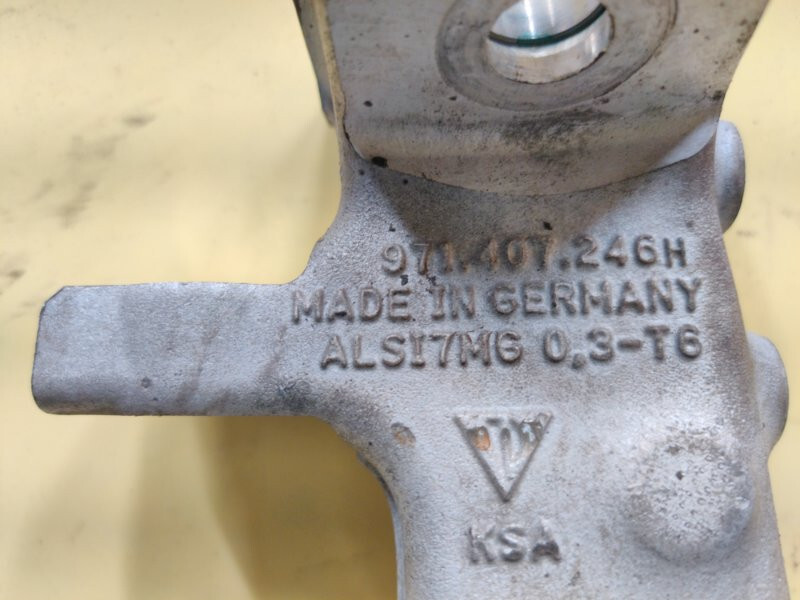 971.407.246H
MADE IN GERMANY
ALSI7MG 0,3-T6
KSA